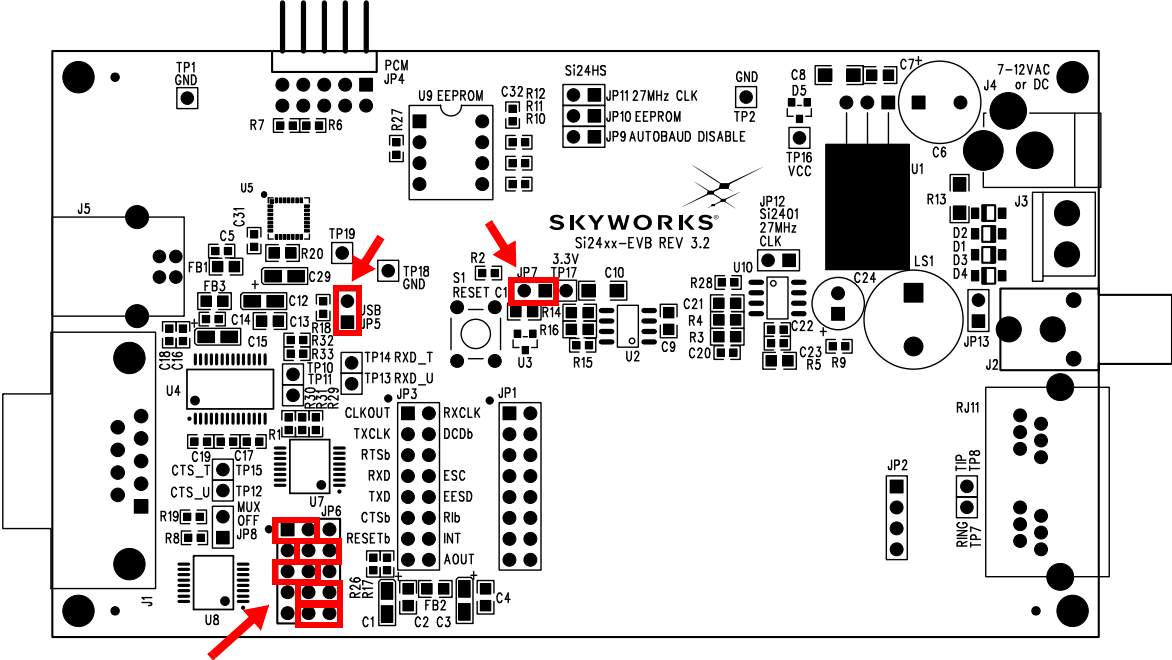 TP1
GND
PCM
JP4
R7
R6
R27
U9 EEPROM
C32
R12
R11
R10
Si24HS
JP11 27MHz CLK
JP10 EEPROM
JP9 AUTOBAUD DISABLE
GND
TP2
C8
C7
+
D5
TP16
VCC
U1
C6
J4
7-12VAC
or DC
R13
J3
D2
D1
D3
D4
SKYWORKS®
Si24xx-EVB REV 3.2
JP12
Si2401
27MHz
CLK
U5
C31
J5
C5
FB1
R20
C29
TP19
TP18
GND
FB3
+
C12
C14
C13
+
C15
C18
C16
R18
USB
JP5
R32
R33
R2
S1
RESET
C1
JP7
3.3V
TP17
C10
R14
R16
R15
U3
U2
C9
R28
U10
C21
R4
R3
C20
C22
C23
R5
C24
+
R9
LS1
JP13
J2
TP14 RXD_T
TP13 RXD_U
TP10
TP11
U4
R30
R31
R29
R1
C19
C17
CTS_T
TP15
CTS_U
TP12
R19
R8
MUX
OFF
JP8
U7
U8
JP6
J1
JP3
CLKOUT
RXCLK
TXCLK
DCDb
RTSb
RXD
ESC
TXD
EESD
CTSb
RIb
RESETb
INT
AOUT
JP1
R26
R17
+
C1
C2
FB2
C3
+
C4
JP2
RJ11
TIP
TP8
RING
TP7